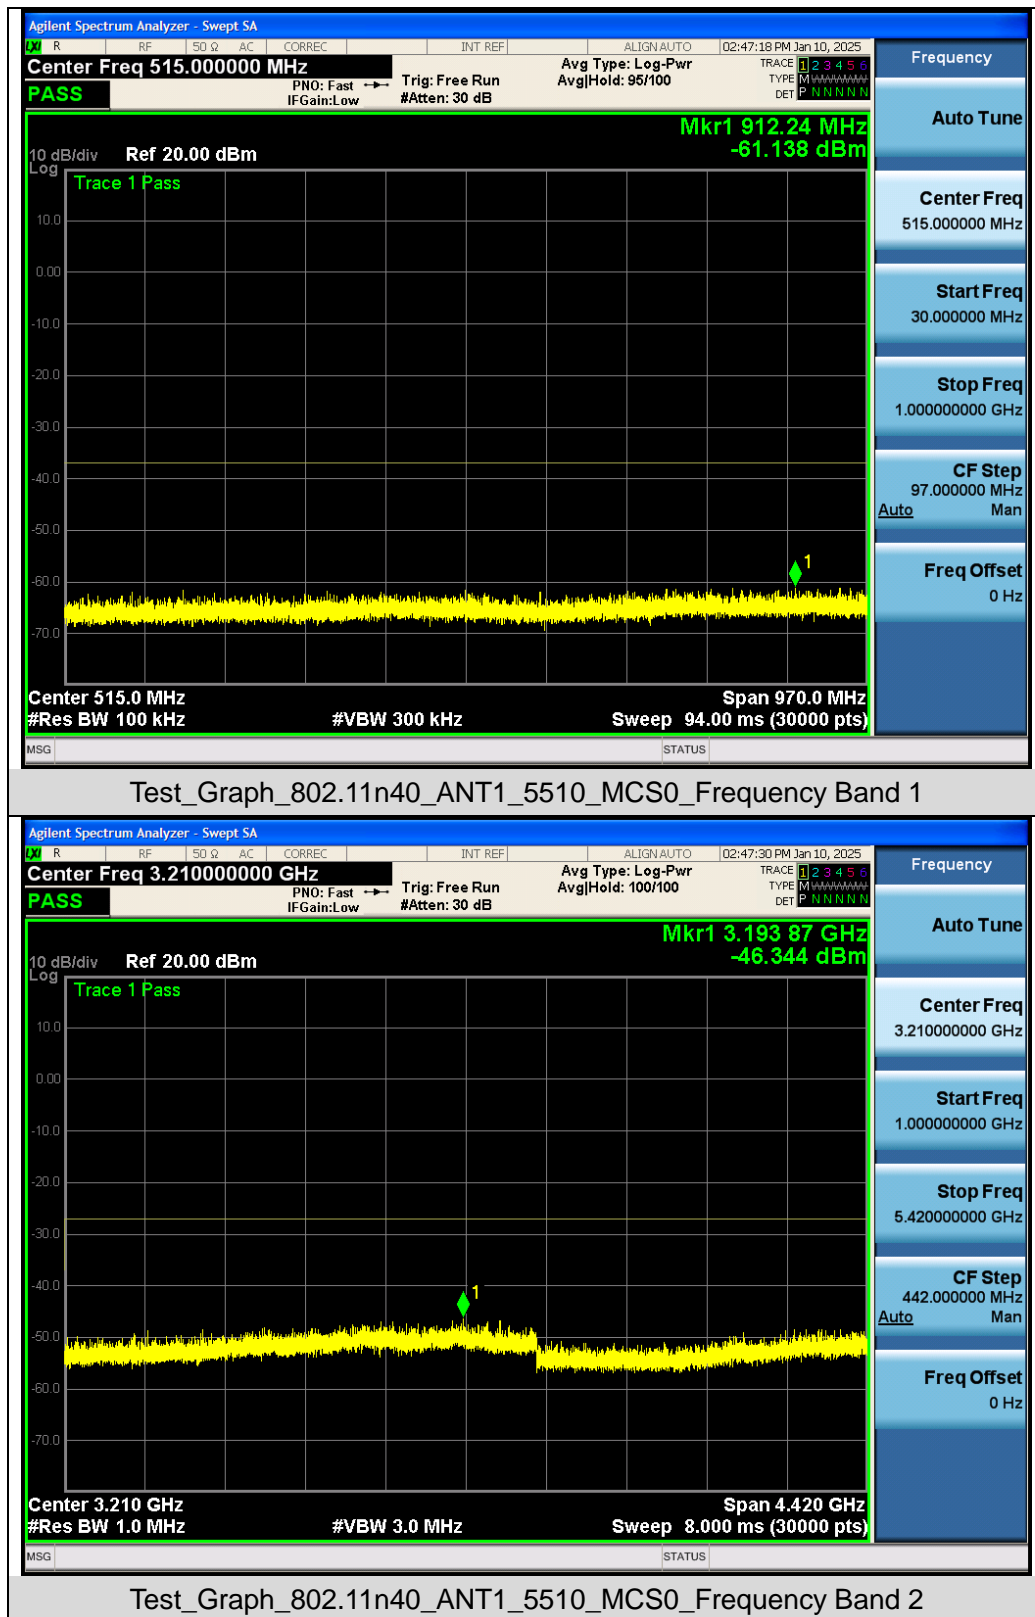 Agilent Spectrum Analyzer - Swept SA
LXI R RF 50 Ω AC CORREC INT REF ALIGN AUTO 02:47:18 PM Jan 10, 2025
Center Freq 515.000000 MHz
PASS
PNO: Fast
IFGain:Low
Trig: Free Run
#Atten: 30 dB
Avg Type: Log-Pwr
Avg|Hold: 95/100
TRACE 1 2 3 4 5 6
TYPE M
DET P N N N N N
Mkr1 912.24 MHz
-61.138 dBm
10 dB/div Ref 20.00 dBm
Log
Trace 1 Pass
10.0
0.00
-10.0
-20.0
-30.0
-40.0
-50.0
-60.0
-70.0
1
Center 515.0 MHz Span 970.0 MHz
#Res BW 100 kHz #VBW 300 kHz Sweep 94.00 ms (30000 pts)
MSG STATUS
Frequency
Auto Tune
Center Freq
515.000000 MHz
Start Freq
30.000000 MHz
Stop Freq
1.000000000 GHz
CF Step
97.000000 MHz
Auto Man
Freq Offset
0 Hz
Test_Graph_802.11n40_ANT1_5510_MCS0_Frequency Band 1
Agilent Spectrum Analyzer - Swept SA
LXI R RF 50 Ω AC CORREC INT REF ALIGN AUTO 02:47:30 PM Jan 10, 2025
Center Freq 3.210000000 GHz
PASS
PNO: Fast
IFGain:Low
Trig: Free Run
#Atten: 30 dB
Avg Type: Log-Pwr
Avg|Hold: 100/100
TRACE 1 2 3 4 5 6
TYPE M
DET P N N N N N
Mkr1 3.193 87 GHz
-46.344 dBm
10 dB/div Ref 20.00 dBm
Log
Trace 1 Pass
10.0
0.00
-10.0
-20.0
-30.0
-40.0
-50.0
-60.0
-70.0
1
Center 3.210 GHz Span 4.420 GHz
#Res BW 1.0 MHz #VBW 3.0 MHz Sweep 8.000 ms (30000 pts)
MSG STATUS
Frequency
Auto Tune
Center Freq
3.210000000 GHz
Start Freq
1.000000000 GHz
Stop Freq
5.420000000 GHz
CF Step
442.000000 MHz
Auto Man
Freq Offset
0 Hz
Test_Graph_802.11n40_ANT1_5510_MCS0_Frequency Band 2